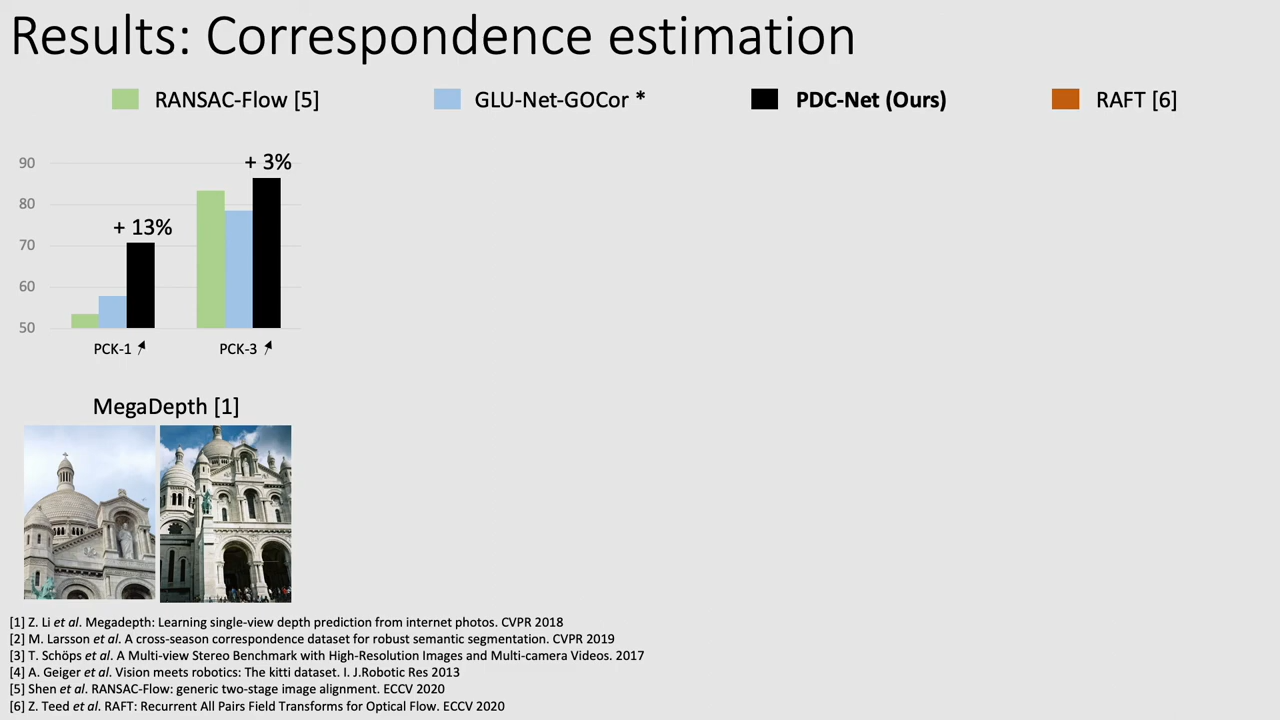 Results: Correspondence estimation
RANSAC-Flow [5]
GLU-Net-GOCor *
PDC-Net (Ours)
RAFT [6]
+ 3%
+ 13%
90
80
70
60
50
PCK-1
PCK-3
MegaDepth [1]
[1] Z. Li et al. Megadepth: Learning single-view depth prediction from internet photos. CVPR 2018
[2] M. Larsson et al. A cross-season correspondence dataset for robust semantic segmentation. CVPR 2019
[3] T. Schöps et al. A Multi-view Stereo Benchmark with High-Resolution Images and Multi-camera Videos. 2017
[4] A. Geiger et al. Vision meets robotics: The kitti dataset. I. J.Robotic Res 2013
[5] Shen et al. RANSAC-Flow: generic two-stage image alignment. ECCV 2020
[6] Z. Teed et al. RAFT: Recurrent All Pairs Field Transforms for Optical Flow. ECCV 2020